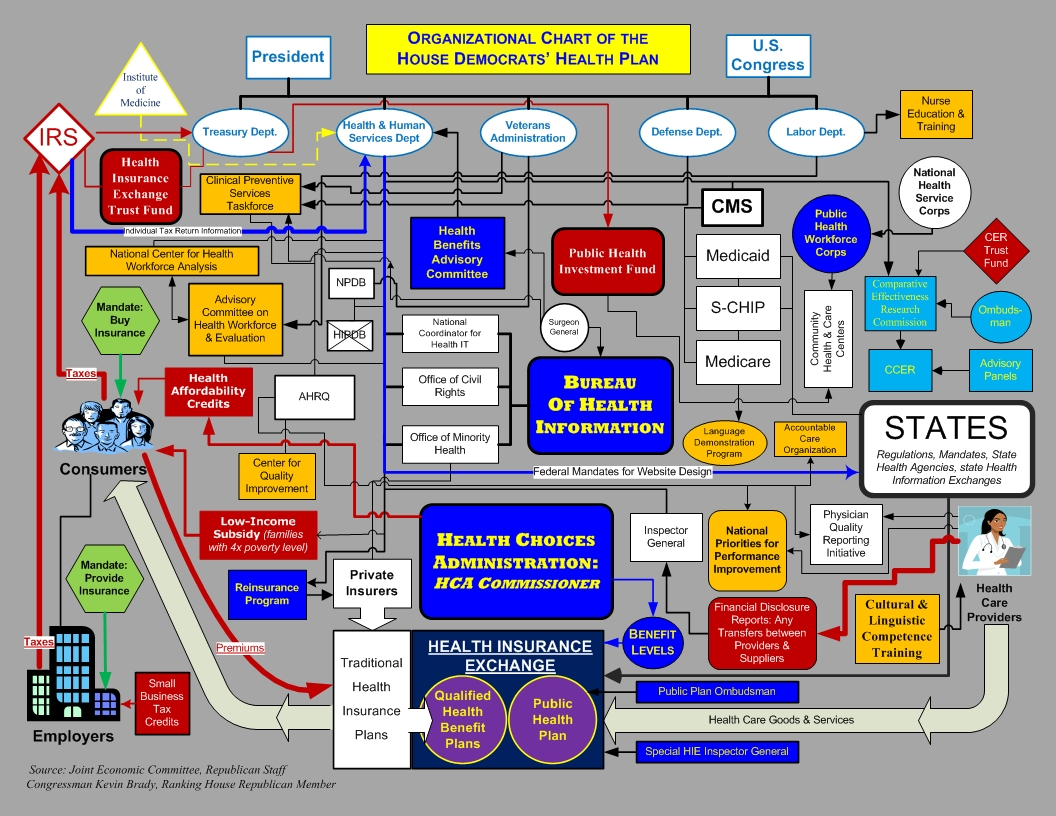 ORGANIZATIONAL CHART OF THE
HOUSE DEMOCRATS' HEALTH PLAN
President
U.S.
Congress
Institute
of
Medicine
IRS
Treasury Dept.
Health & Human
Services Dept
Veterans
Administration
Defense Dept.
Labor Dept.
Nurse
Education &
Training
Health
Insurance
Exchange
Trust Fund
Clinical Preventive
Services
Taskforce
National
Health
Service
Corps
CMS
Public
Health
Workforce
Corps
Individual Tax Return Information
Health
Benefits
Advisory
Committee
Public Health
Investment Fund
CER
Trust
Fund
National Center for Health
Workforce Analysis
Medicaid
S-CHIP
Medicare
NPDB
HIPDB
Mandate:
Buy
Insurance
Advisory
Committee on
Health Workforce
& Evaluation
Comparative
Effectiveness
Research
Commission
Ombuds-
man
Community
Health & Care
Centers
National
Coordinator for
Health IT
Surgeon
General
CCER
Advisory
Panels
Taxes
Health
Affordability
Credits
AHRQ
Office of Civil
Rights
BUREAU
OF HEALTH
INFORMATION
Office of Minority
Health
Language
Demonstration
Program
Accountable
Care
Organization
STATES
Regulations, Mandates, State
Health Agencies, state Health
Information Exchanges
Consumers
Center for
Quality
Improvement
Federal Mandates for Website Design
Low-Income
Subsidy (families
with 4x poverty level)
HEALTH CHOICES
ADMINISTRATION:
HCA COMMISSIONER
Inspector
General
National
Priorities for
Performance
Improvement
Physician
Quality
Reporting
Initiative
Health
Care
Providers
Mandate:
Provide
Insurance
Reinsurance
Program
Private
Insurers
BENEFIT
LEVELS
Financial Disclosure
Reports: Any
Transfers between
Providers &
Suppliers
Cultural &
Linguistic
Competence
Training
Taxes
Premiums
Traditional
Health
Insurance
Plans
HEALTH INSURANCE
EXCHANGE
Qualified
Health
Benefit
Plans
Public
Health
Plan
Public Plan Ombudsman
Health Care Goods & Services
Special HIE Inspector General
Small
Business
Tax
Credits
Employers
Source: Joint Economic Committee, Republican Staff
Congressman Kevin Brady, Ranking House Republican Member